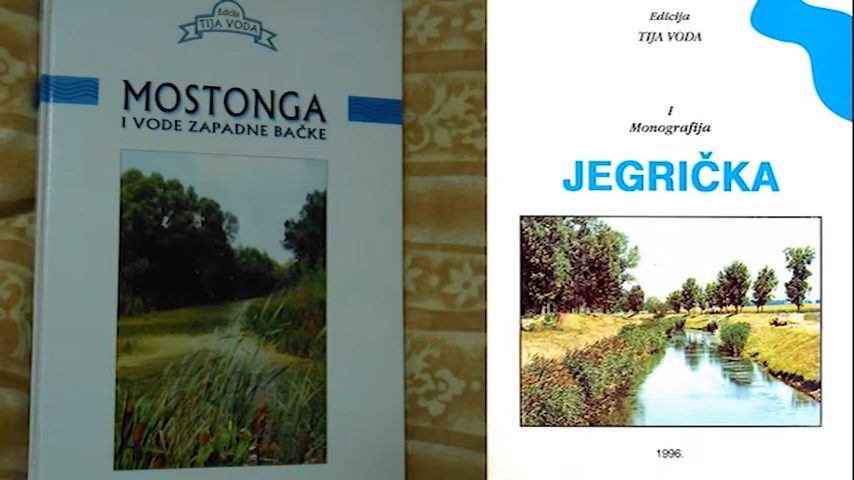 Edicija
TIJA VODA
MOSTONGA
I VODE ZAPADNE BAČKE
Edicija
TIJA VODA
I
Monografija
JEGRIČKA
1996.